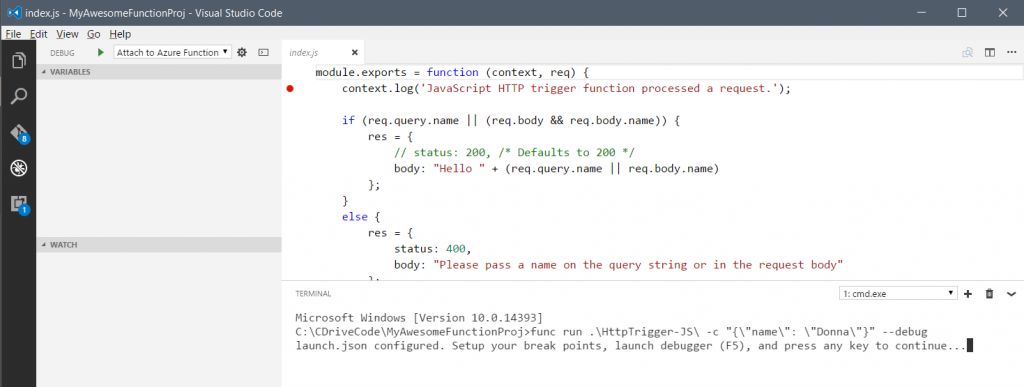 index.js - MyAwesomeFunctionProj - Visual Studio Code
File Edit View Go Help
DEBUG Attach to Azure Function
index.js
VARIABLES
module.exports = function (context, req) {
context.log('JavaScript HTTP trigger function processed a request.');
if (req.query.name || (req.body && req.body.name)) {
res = {
// status: 200, /* Defaults to 200 */
body: "Hello " + (req.query.name || req.body.name)
};
}
else {
res = {
status: 400,
body: "Please pass a name on the query string or in the request body"
};
8
1
WATCH
TERMINAL
1: cmd.exe
Microsoft Windows [Version 10.0.14393]
C:\CDriveCode\MyAwesomeFunctionProj>func run .\HttpTrigger-JS\ -c "{\"name\": \"Donna\"}" --debug
launch.json configured. Setup your break points, launch debugger (F5), and press any key to continue...